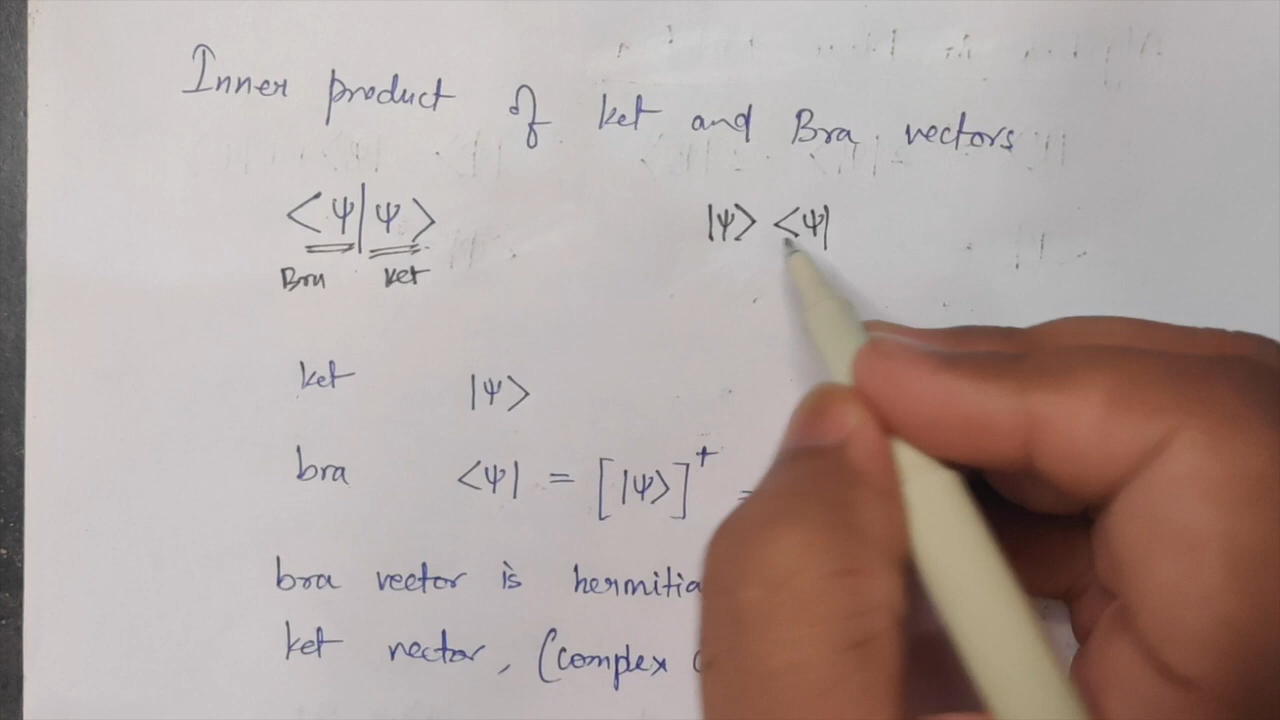 Inner product of ket and Bra vectors
<ψ|ψ> |ψ> <ψ|
Bra ket
ket |ψ>
bra <ψ| = [|ψ>]† =
bra vector is hermitia
ket vector, (complex